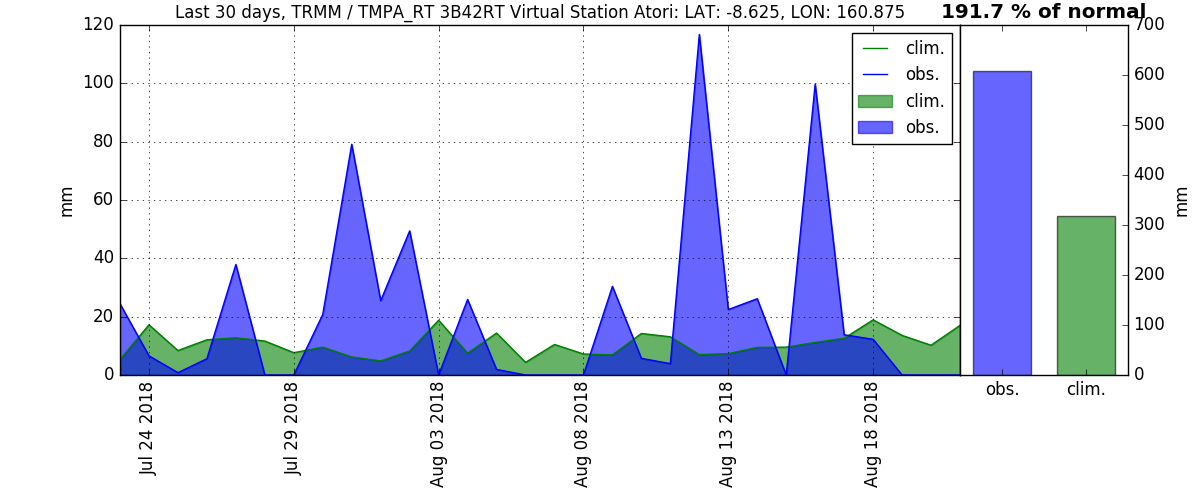 Last 30 days, TRMM / TMPA_RT 3B42RT Virtual Station Atori: LAT: -8.625, LON: 160.875
191.7 % of normal
120
100
80
60
40
20
0
mm
Jul 24 2018
Jul 29 2018
Aug 03 2018
Aug 08 2018
Aug 13 2018
Aug 18 2018
clim.
obs.
clim.
obs.
700
600
500
400
300
200
100
0
mm
obs.
clim.